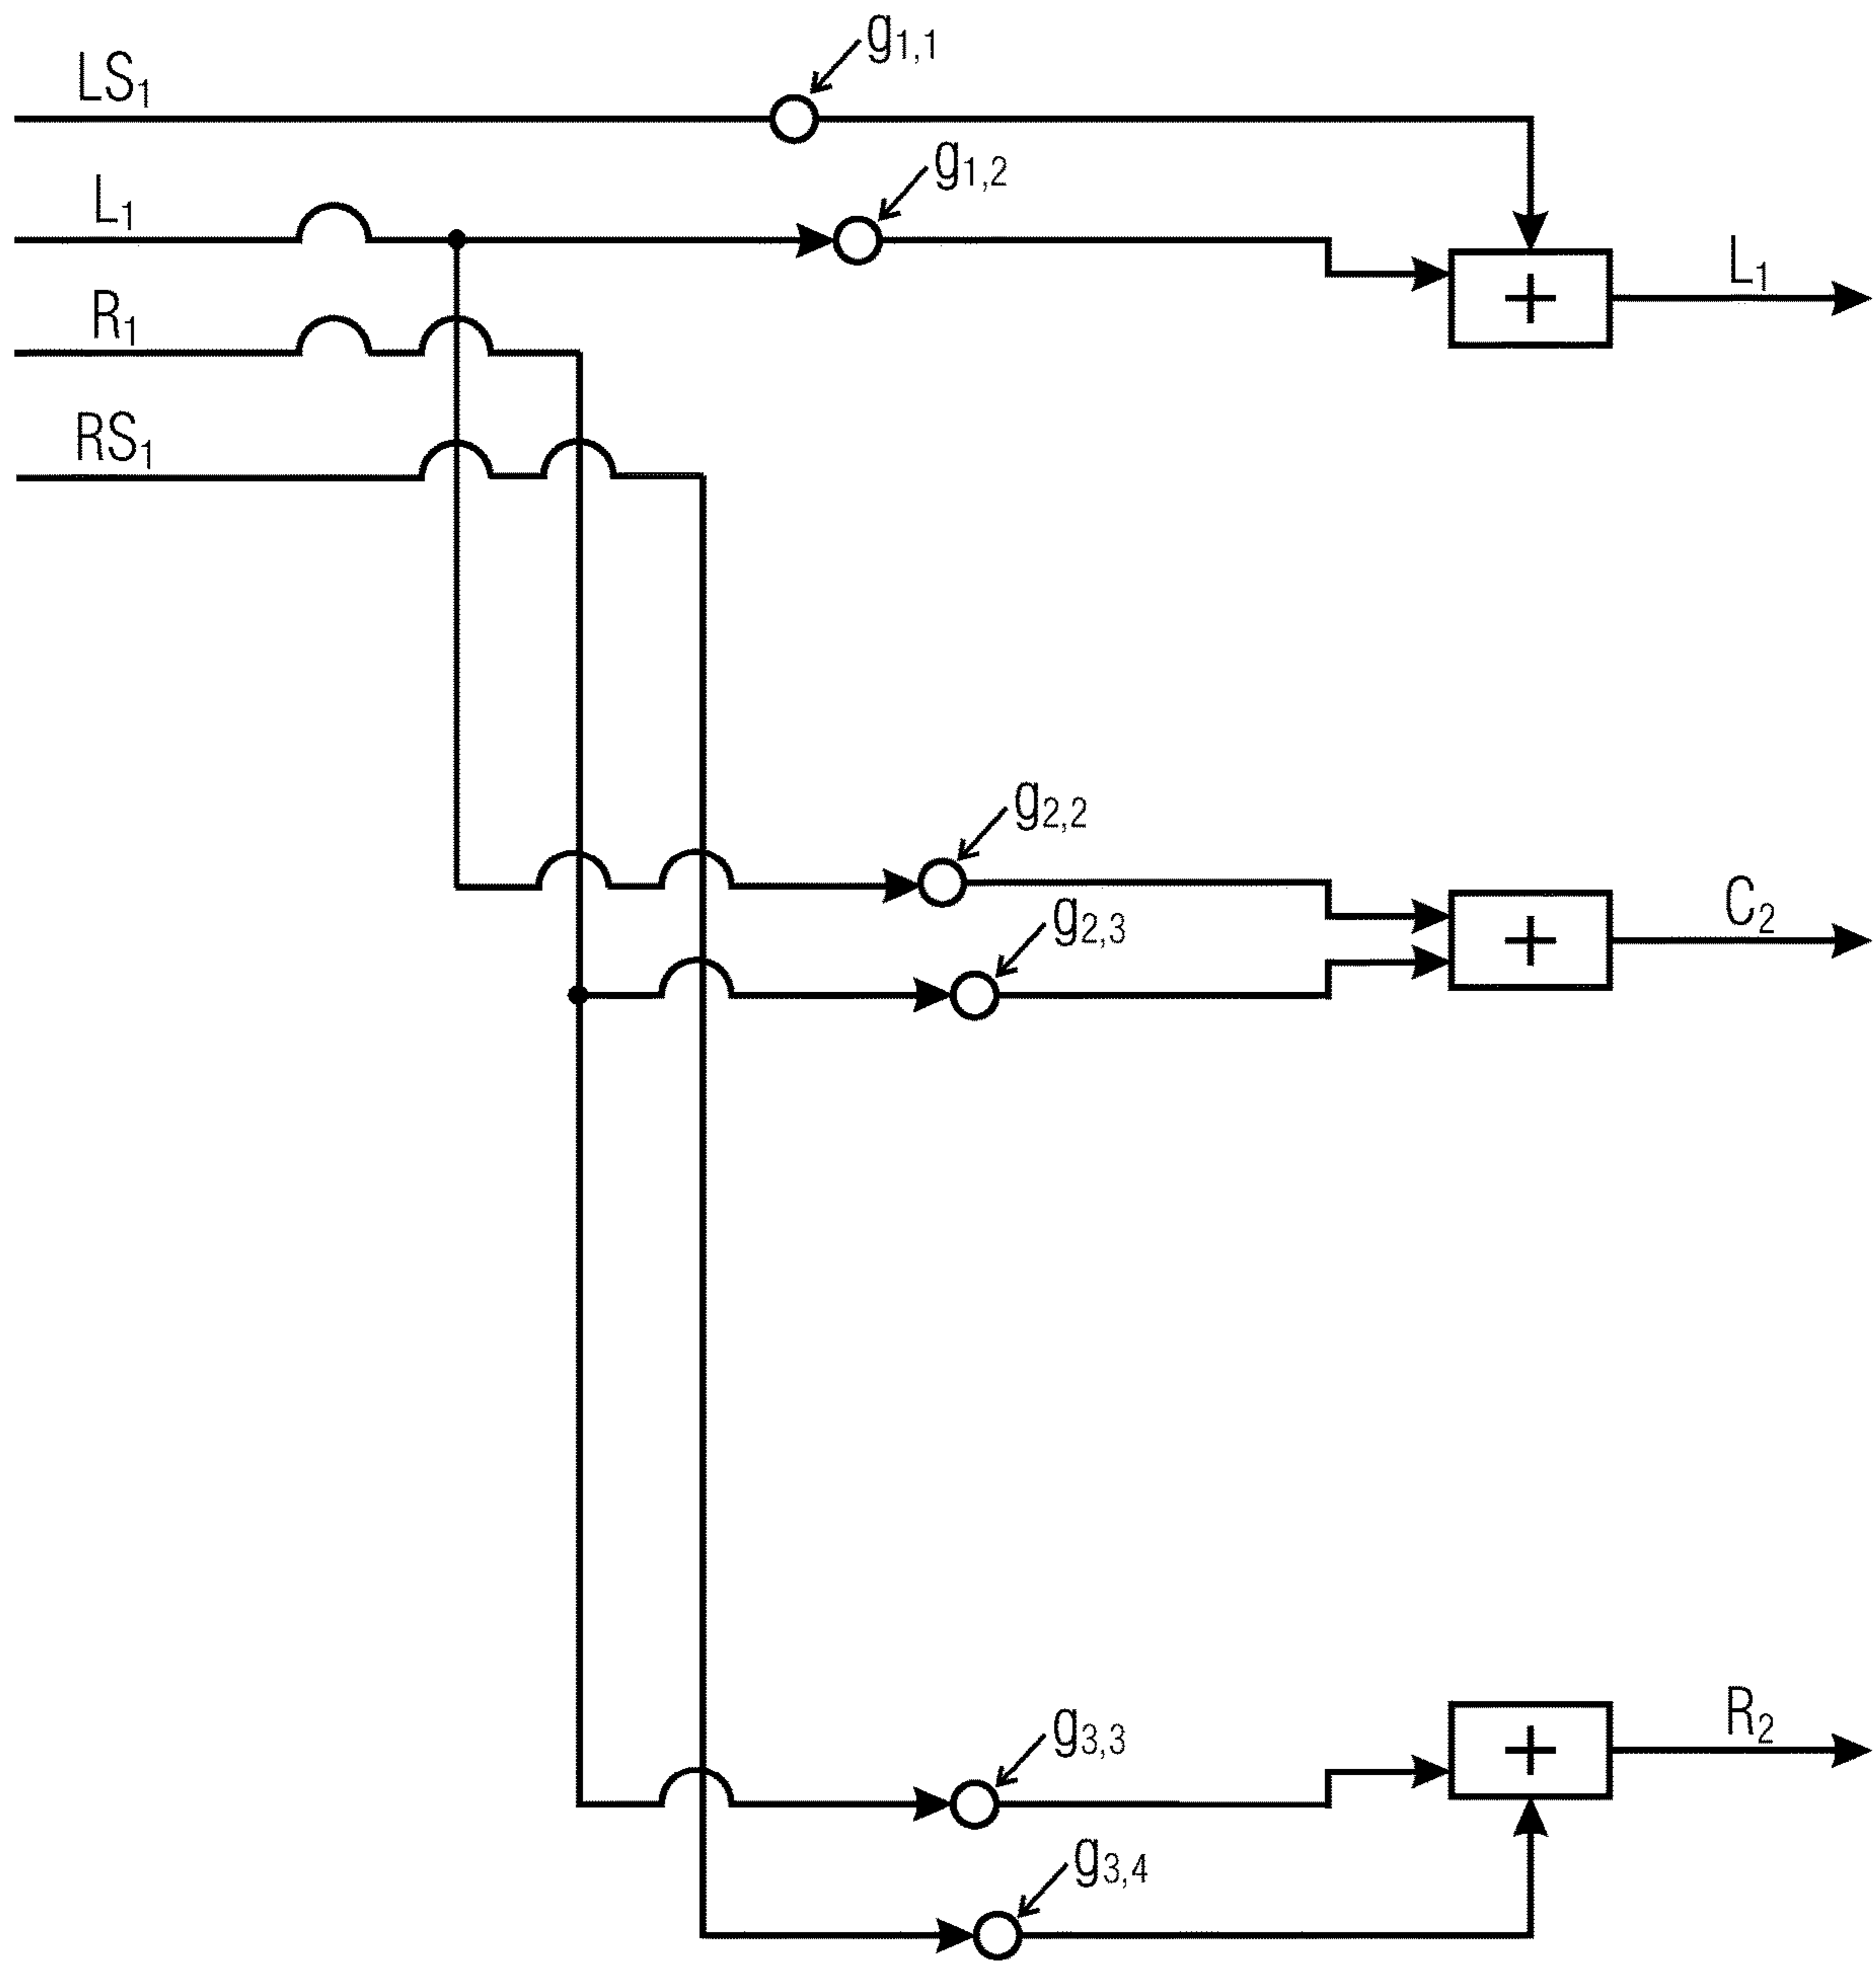 g1,1
LS1
g1,2
L1
L1
R1
+
RS1
g2,2
C2
g2,3
+
R2
g3,3
+
g3,4